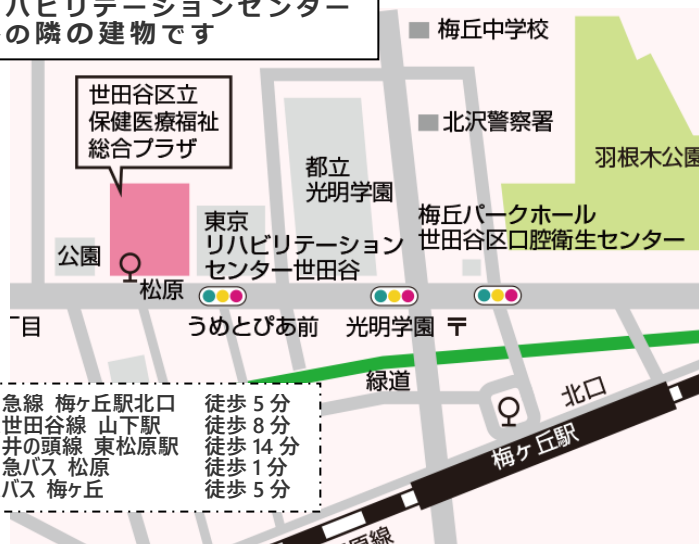 ハビリテーションセンター
の隣の建物です
梅丘中学校
世田谷区立
保健医療福祉
総合プラザ
北沢警察署
羽根木公園
都立
光明学園
梅丘パークホール
世田谷区口腔衛生センター
東京
リハビリテーション
センター世田谷
公園
松原
目
うめとぴあ前
光明学園
〒
緑道
急線 梅ヶ丘駅北口 徒歩 5 分
世田谷線 山下駅 徒歩 8 分
井の頭線 東松原駅 徒歩 14 分
急バス 松原 徒歩 1 分
バス 梅ヶ丘 徒歩 5 分
北口
梅ヶ丘駅
原線